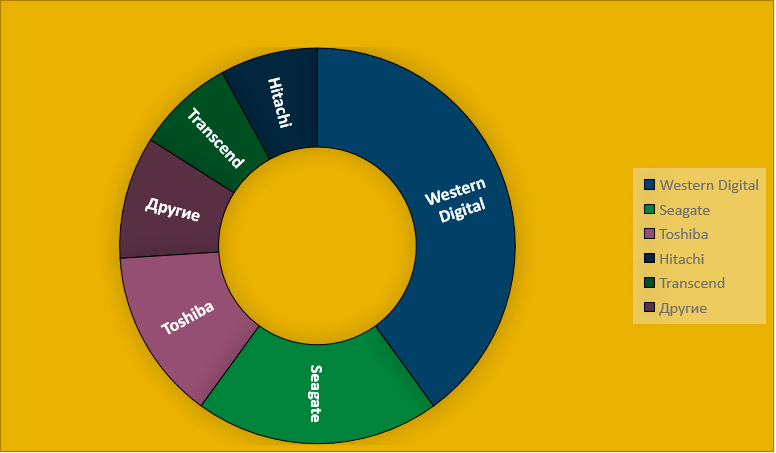 Hitachi
Transcend
Western
Digital
Другие
Toshiba
Seagate
Western Digital
Seagate
Toshiba
Hitachi
Transcend
Другие